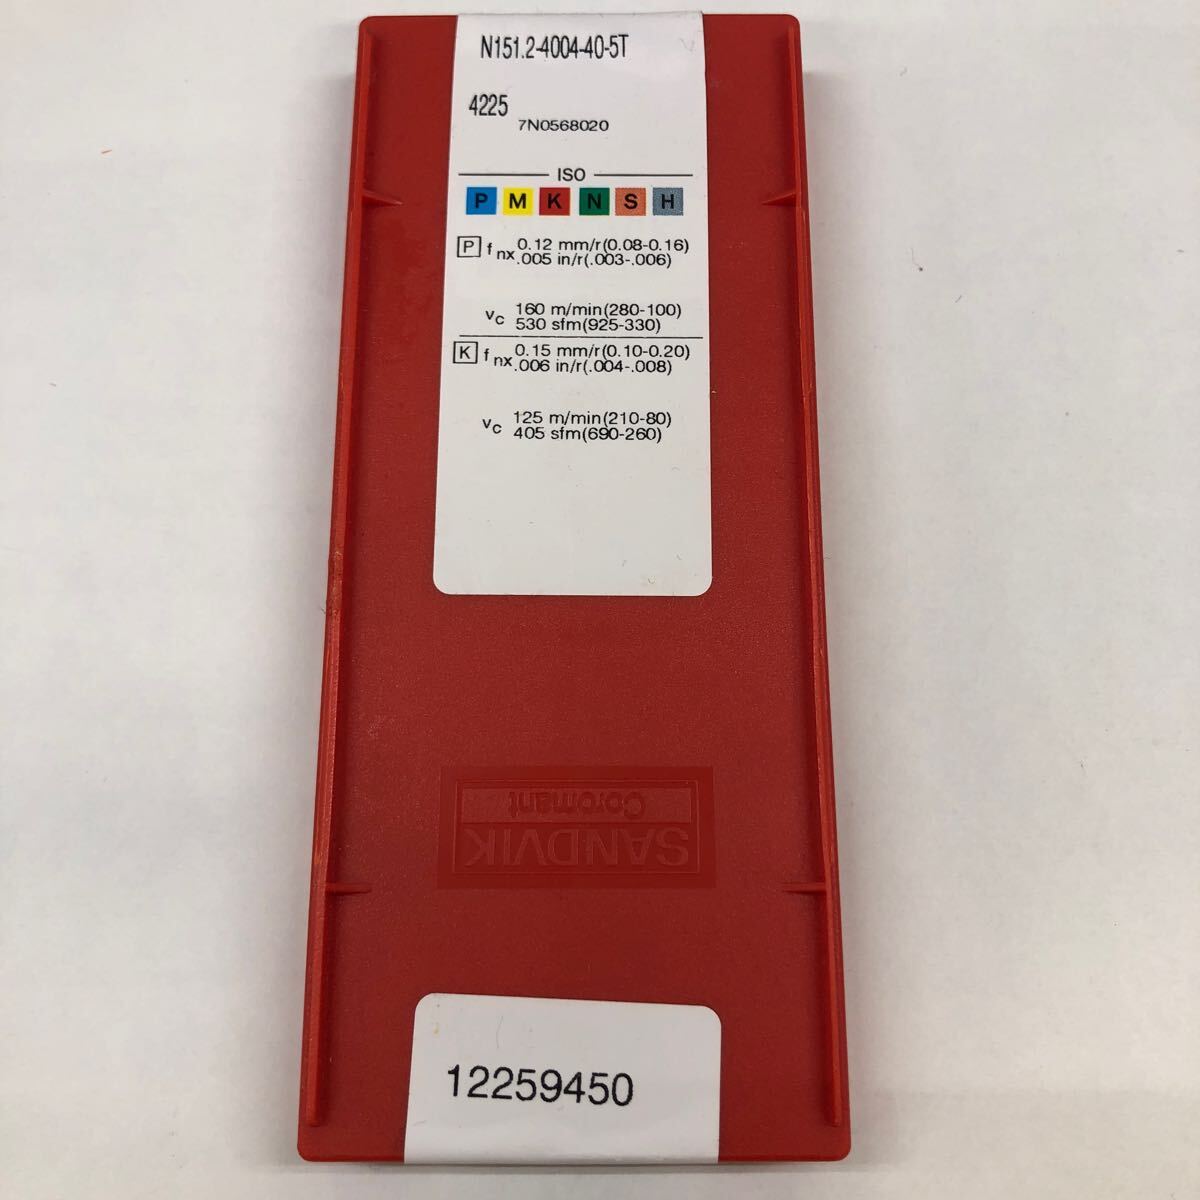 N151.2-4004-40-5T
4225
7N0568020
ISO
P M K N S H
P fnx 0.12 mm/r(0.08-0.16)
.005 in/r(.003-.006)
vc 160 m/min(280-100)
530 sfm(925-330)
K fnx 0.15 mm/r(0.10-0.20)
.006 in/r(.004-.008)
vc 125 m/min(210-80)
405 sfm(690-260)
Coromant
SANDVIK
12259450